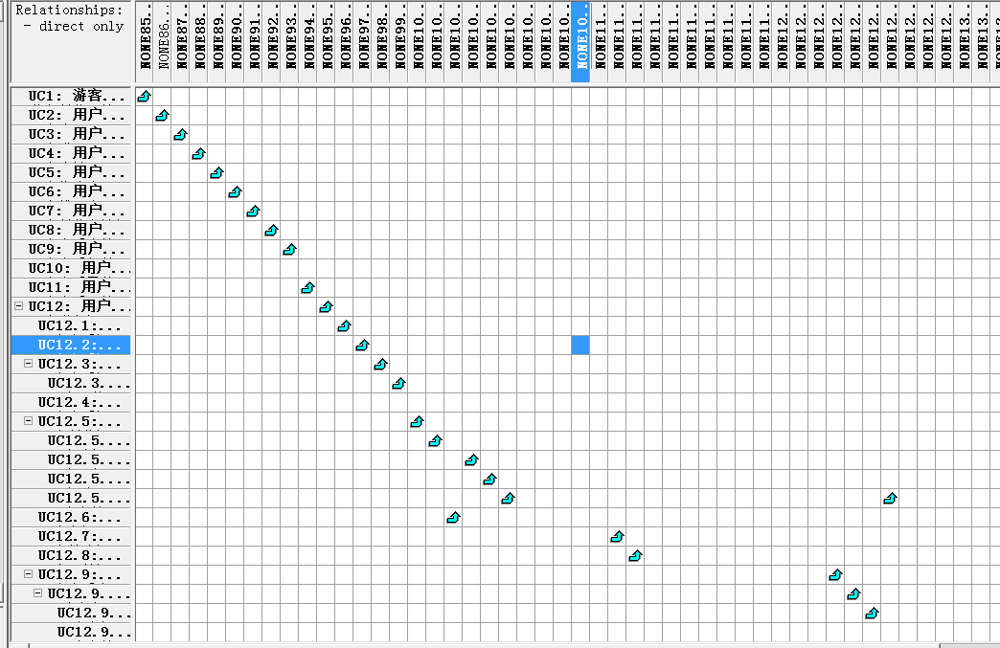 Relationships:
- direct only
NONE85..
NONE86...
NONE87..
NONE88..
NONE89..
NONE90..
NONE91..
NONE92..
NONE93..
NONE94..
NONE95..
NONE96..
NONE97..
NONE98..
NONE99..
NONE10..
NONE10..
NONE10..
NONE10..
NONE10..
NONE10..
NONE10..
NONE10..
NONE10..
NONE10..
NONE11..
NONE11..
NONE11..
NONE11..
NONE11..
NONE11..
NONE11..
NONE11..
NONE11..
NONE11..
NONE12..
NONE12..
NONE12..
NONE12..
NONE12..
NONE12..
NONE12..
NONE12..
NONE12..
NONE12..
NONE13..
NONE13..
UC1: 游客...
UC2: 用户...
UC3: 用户...
UC4: 用户...
UC5: 用户...
UC6: 用户...
UC7: 用户...
UC8: 用户...
UC9: 用户...
UC10: 用户...
UC11: 用户...
UC12: 用户...
UC12.1:...
UC12.2:...
UC12.3:...
UC12.3....
UC12.4:...
UC12.5:...
UC12.5....
UC12.5....
UC12.5....
UC12.5....
UC12.6:...
UC12.7:...
UC12.8:...
UC12.9:...
UC12.9....
UC12.9...
UC12.9...